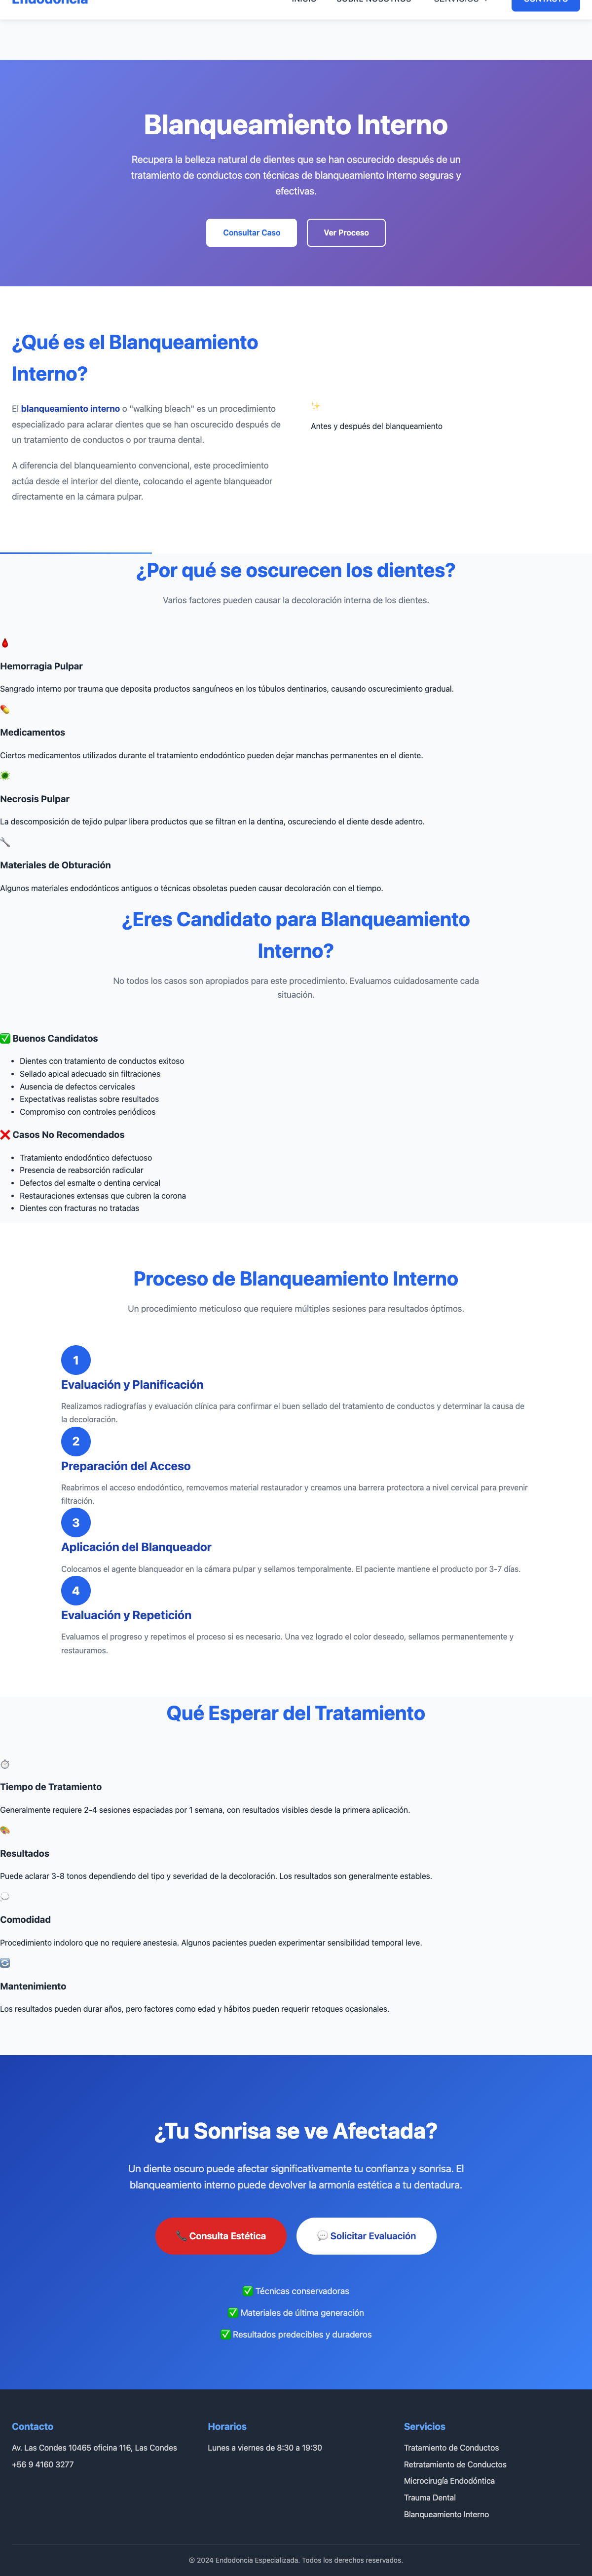 Endodoncia
INICIO
SOBRE NOSOTROS
SERVICIOS
CONTACTO
Blanqueamiento Interno
Recupera la belleza natural de dientes que se han oscurecido después de un
tratamiento de conductos con técnicas de blanqueamiento interno seguras y
efectivas.
Consultar Caso
Ver Proceso
¿Qué es el Blanqueamiento
Interno?
El blanqueamiento interno o "walking bleach" es un procedimiento
especializado para aclarar dientes que se han oscurecido después de
un tratamiento de conductos o por trauma dental.
A diferencia del blanqueamiento convencional, este procedimiento
actúa desde el interior del diente, colocando el agente blanqueador
directamente en la cámara pulpar.
✨
Antes y después del blanqueamiento
¿Por qué se oscurecen los dientes?
Varios factores pueden causar la decoloración interna de los dientes.
🩸
Hemorragia Pulpar
Sangrado interno por trauma que deposita productos sanguíneos en los túbulos dentinarios, causando oscurecimiento gradual.
💊
Medicamentos
Ciertos medicamentos utilizados durante el tratamiento endodóntico pueden dejar manchas permanentes en el diente.
🦠
Necrosis Pulpar
La descomposición de tejido pulpar libera productos que se filtran en la dentina, oscureciendo el diente desde adentro.
🔧
Materiales de Obturación
Algunos materiales endodónticos antiguos o técnicas obsoletas pueden causar decoloración con el tiempo.
¿Eres Candidato para Blanqueamiento
Interno?
No todos los casos son apropiados para este procedimiento. Evaluamos cuidadosamente cada
situación.
✅ Buenos Candidatos
• Dientes con tratamiento de conductos exitoso
• Sellado apical adecuado sin filtraciones
• Ausencia de defectos cervicales
• Expectativas realistas sobre resultados
• Compromiso con controles periódicos
❌ Casos No Recomendados
• Tratamiento endodóntico defectuoso
• Presencia de reabsorción radicular
• Defectos del esmalte o dentina cervical
• Restauraciones extensas que cubren la corona
• Dientes con fracturas no tratadas
Proceso de Blanqueamiento Interno
Un procedimiento meticuloso que requiere múltiples sesiones para resultados óptimos.
1
Evaluación y Planificación
Realizamos radiografías y evaluación clínica para confirmar el buen sellado del tratamiento de conductos y determinar la causa de
la decoloración.
2
Preparación del Acceso
Reabrimos el acceso endodóntico, removemos material restaurador y creamos una barrera protectora a nivel cervical para prevenir
filtración.
3
Aplicación del Blanqueador
Colocamos el agente blanqueador en la cámara pulpar y sellamos temporalmente. El paciente mantiene el producto por 3-7 días.
4
Evaluación y Repetición
Evaluamos el progreso y repetimos el proceso si es necesario. Una vez logrado el color deseado, sellamos permanentemente y
restauramos.
Qué Esperar del Tratamiento
⏱️
Tiempo de Tratamiento
Generalmente requiere 2-4 sesiones espaciadas por 1 semana, con resultados visibles desde la primera aplicación.
🎨
Resultados
Puede aclarar 3-8 tonos dependiendo del tipo y severidad de la decoloración. Los resultados son generalmente estables.
💭
Comodidad
Procedimiento indoloro que no requiere anestesia. Algunos pacientes pueden experimentar sensibilidad temporal leve.
🔄
Mantenimiento
Los resultados pueden durar años, pero factores como edad y hábitos pueden requerir retoques ocasionales.
¿Tu Sonrisa se ve Afectada?
Un diente oscuro puede afectar significativamente tu confianza y sonrisa. El
blanqueamiento interno puede devolver la armonía estética a tu dentadura.
📞 Consulta Estética
💬 Solicitar Evaluación
✅ Técnicas conservadoras
✅ Materiales de última generación
✅ Resultados predecibles y duraderos
Contacto
Av. Las Condes 10465 oficina 116, Las Condes
+56 9 4160 3277
Horarios
Lunes a viernes de 8:30 a 19:30
Servicios
Tratamiento de Conductos
Retratamiento de Conductos
Microcirugía Endodóntica
Trauma Dental
Blanqueamiento Interno
© 2024 Endodoncia Especializada. Todos los derechos reservados.